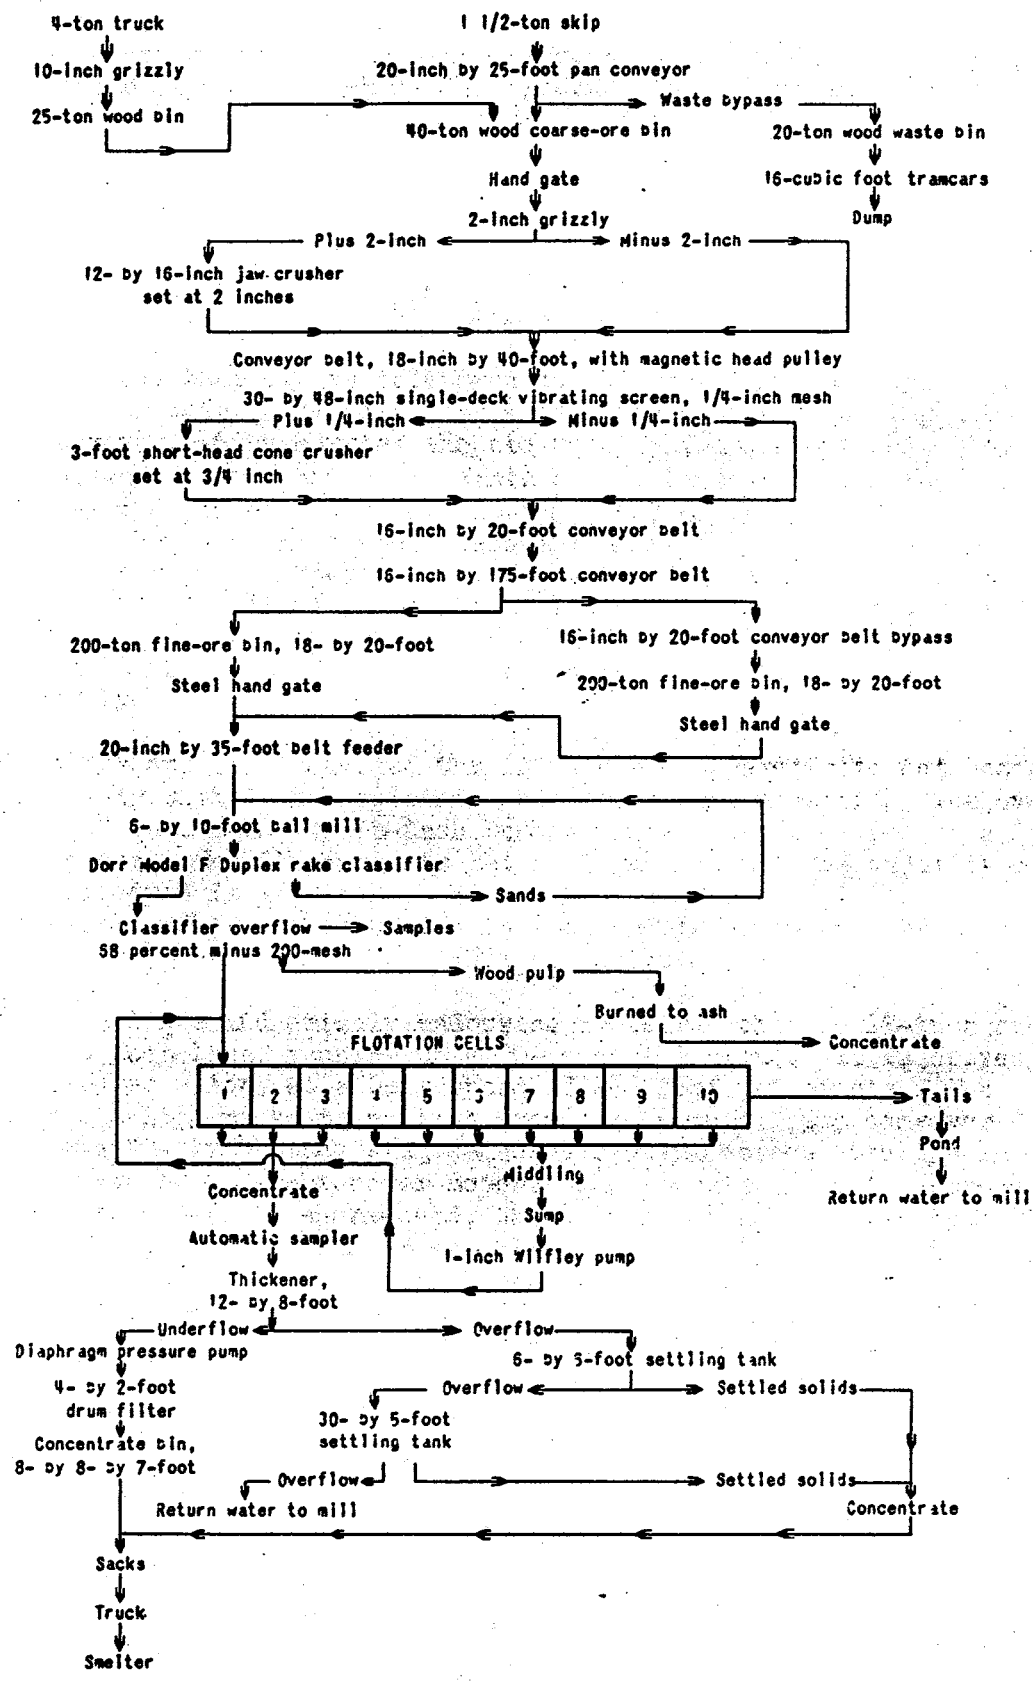 4-ton truck
1 1/2-ton skip
10-inch grizzly
20-inch by 25-foot pan conveyor
25-ton wood bin
Waste bypass
40-ton wood coarse-ore bin
20-ton wood waste bin
Hand gate
16-cubic foot tramcars
2-inch grizzly
Dump
Plus 2-inch
Minus 2-inch
12- by 16-inch jaw crusher
set at 2 inches
Conveyor belt, 18-inch by 40-foot, with magnetic head pulley
30- by 48-inch single-deck vibrating screen, 1/4-inch mesh
Plus 1/4-inch
Minus 1/4-inch
3-foot short-head cone crusher
set at 3/4 inch
16-inch by 20-foot conveyor belt
16-inch by 175-foot conveyor belt
200-ton fine-ore bin, 18- by 20-foot
16-inch by 20-foot conveyor belt bypass
Steel hand gate
200-ton fine-ore bin, 18- by 20-foot
Steel hand gate
20-inch by 35-foot belt feeder
6- by 10-foot ball mill
Dorr Model F Duplex rake classifier
Sands
Classifier overflow
Samples
58 percent minus 200-mesh
Wood pulp
Burned to ash
FLOTATION CELLS
Concentrate
1 2 3 4 5 6 7 8 9 10
Tails
Pond
Middling
Concentrate
Return water to mill
Sump
Automatic sampler
1-inch Wilfley pump
Thickener,
12- by 8-foot
Underflow
Overflow
Diaphragm pressure pump
6- by 5-foot settling tank
4- by 2-foot
drum filter
Overflow
Settled solids
30- by 5-foot
settling tank
Concentrate bin,
8- by 8- by 7-foot
Overflow
Settled solids
Return water to mill
Concentrate
Sacks
Truck
Smelter